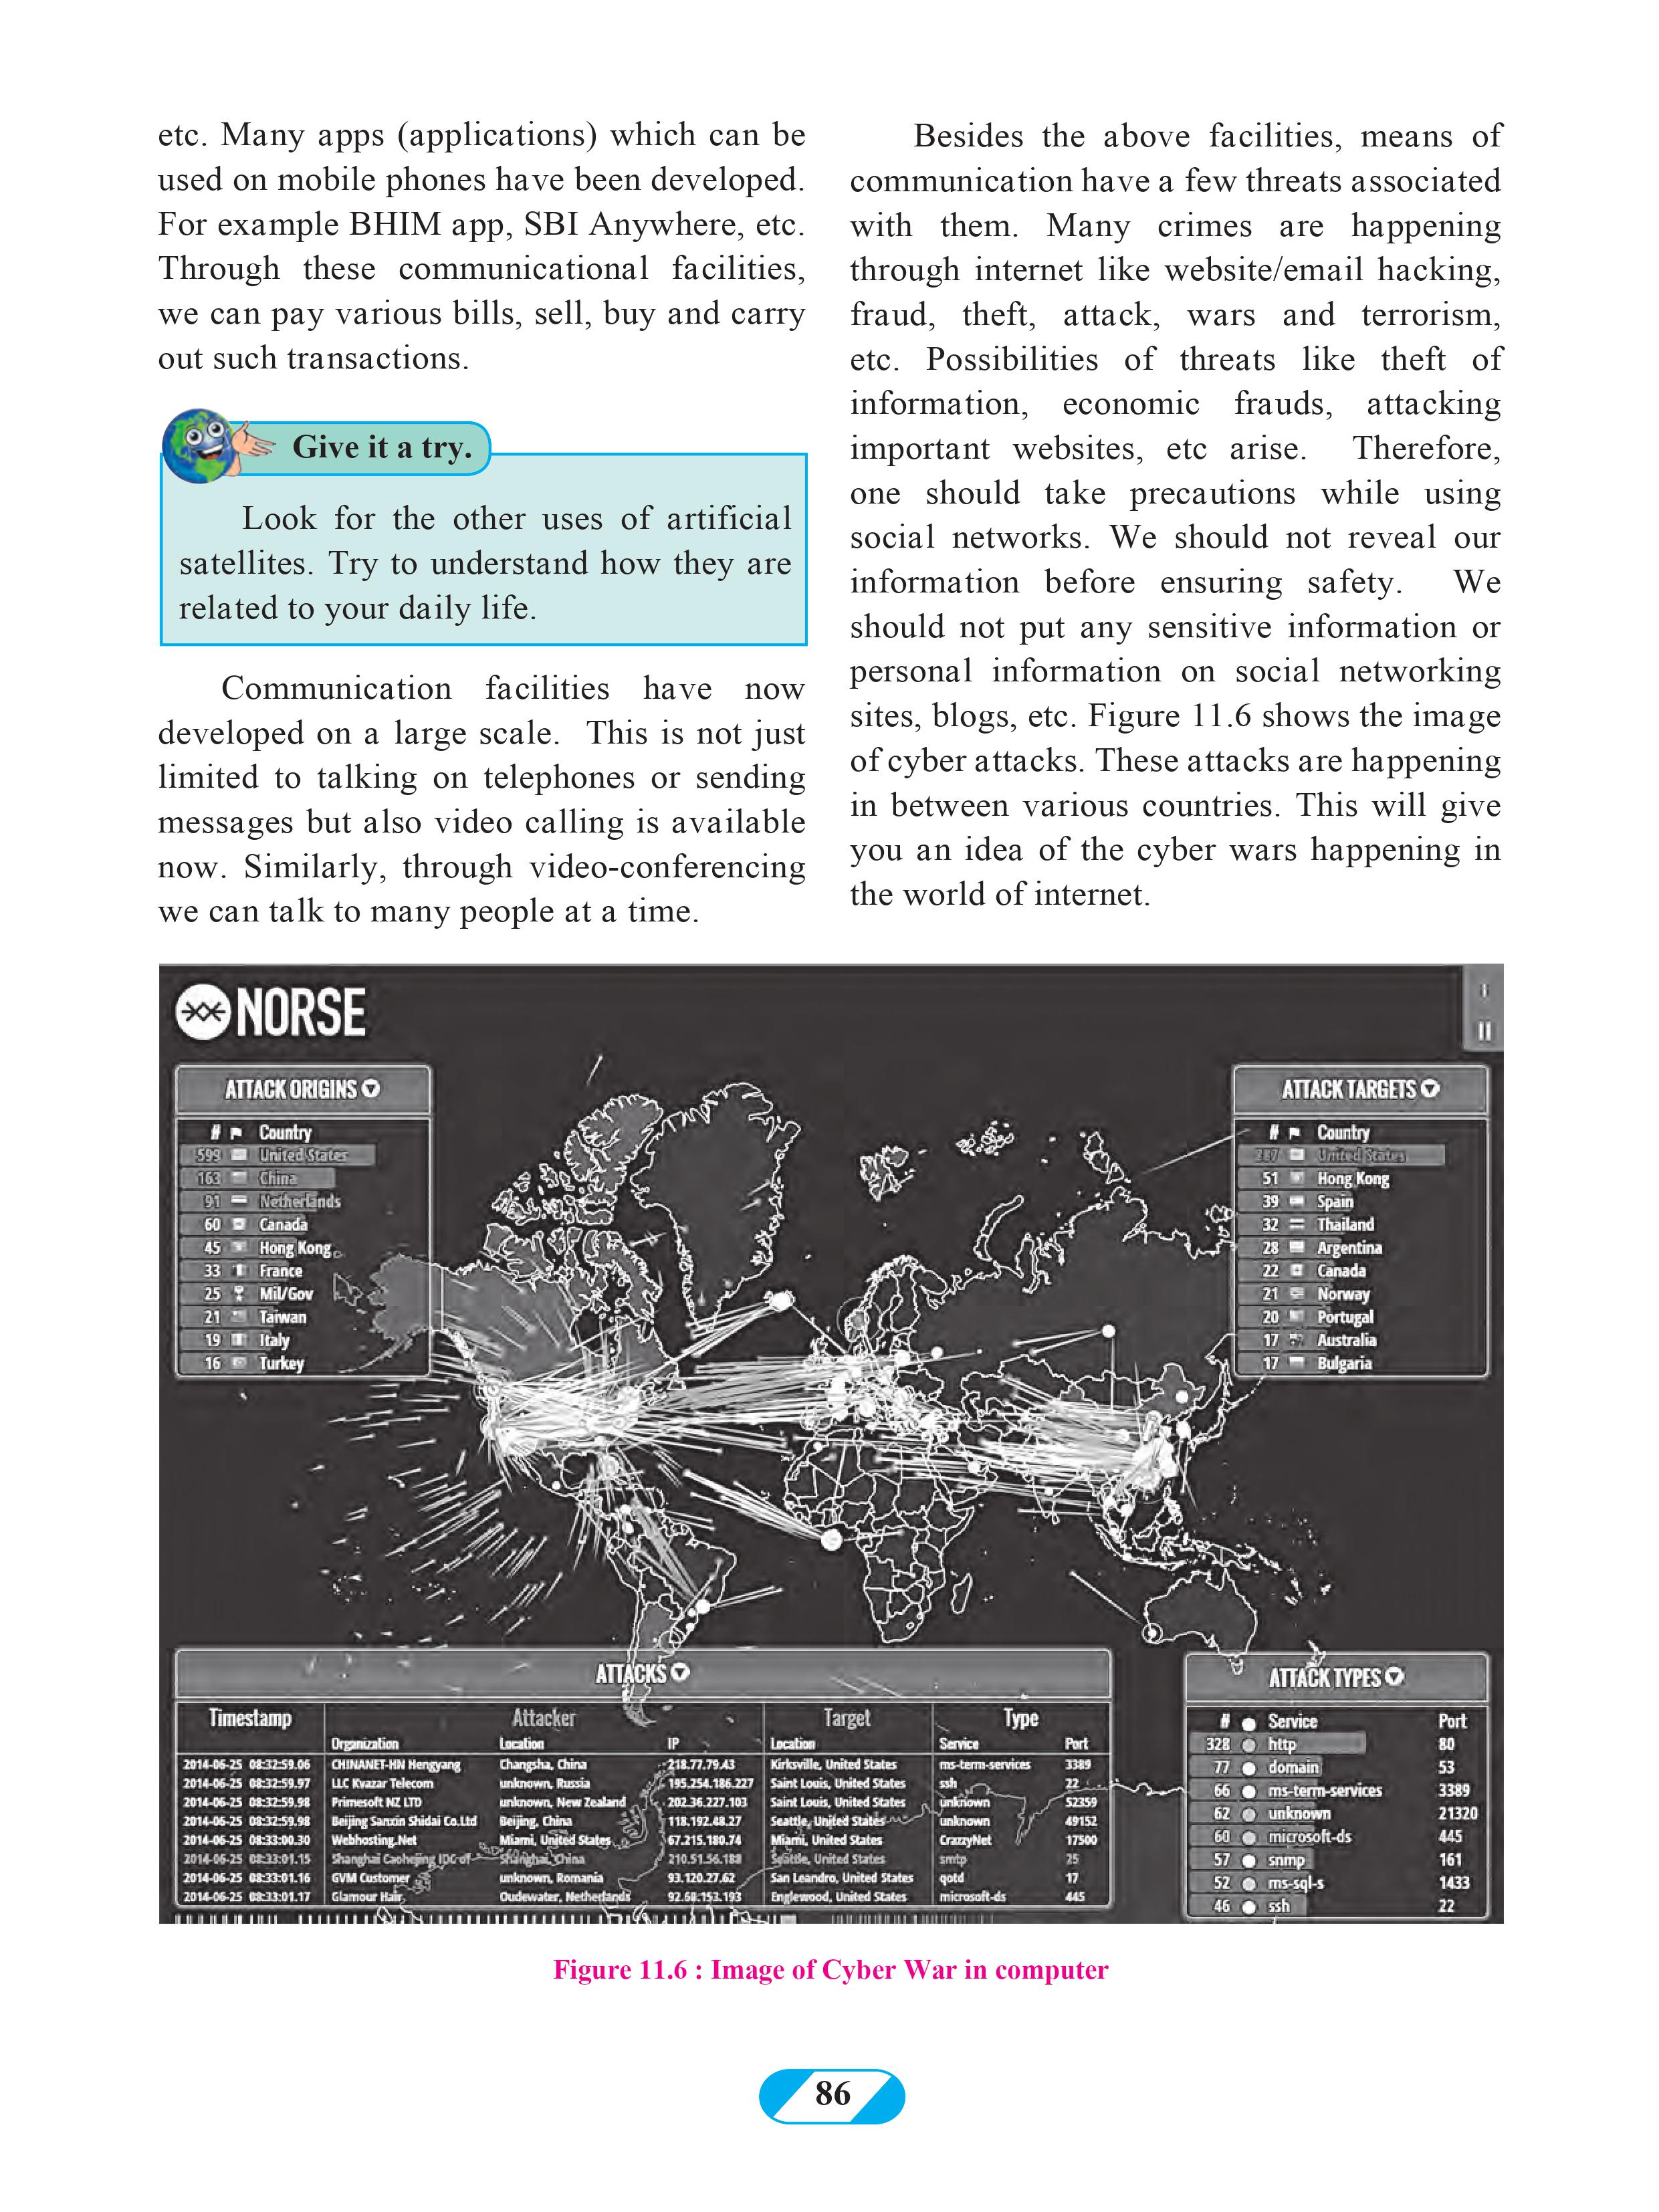 etc. Many apps (applications) which can be
used on mobile phones have been developed.
For example BHIM app, SBI Anywhere, etc.
Through these communicational facilities,
we can pay various bills, sell, buy and carry
out such transactions.
Give it a try.
Look for the other uses of artificial
satellites. Try to understand how they are
related to your daily life.
Communication facilities have now
developed on a large scale. This is not just
limited to talking on telephones or sending
messages but also video calling is available
now. Similarly, through video-conferencing
we can talk to many people at a time.
Besides the above facilities, means of
communication have a few threats associated
with them. Many crimes are happening
through internet like website/email hacking,
fraud, theft, attack, wars and terrorism,
etc. Possibilities of threats like theft of
information, economic frauds, attacking
important websites, etc arise. Therefore,
one should take precautions while using
social networks. We should not reveal our
information before ensuring safety. We
should not put any sensitive information or
personal information on social networking
sites, blogs, etc. Figure 11.6 shows the image
of cyber attacks. These attacks are happening
in between various countries. This will give
you an idea of the cyber wars happening in
the world of internet.
NORSE
ATTACK ORIGINS
# Country
599 United States
163 China
91 Netherlands
60 Canada
45 Hong Kong
33 France
25 Mil/Gov
21 Taiwan
19 Italy
16 Turkey
ATTACK TARGETS
# Country
United States
51 Hong Kong
39 Spain
32 Thailand
28 Argentina
22 Canada
21 Norway
20 Portugal
17 Australia
17 Bulgaria
ATTACKS
Timestamp Attacker Target Type
Organization Location IP Location Service Port
2014-06-25 08:32:59.06 CHINANET-HN Hengyang Changsha, China 218.77.79.43 Kirksville, United States ms-term-services 3389
2014-06-25 08:32:59.97 LLC Kvazar Telecom unknown, Russia 195.254.186.227 Saint Louis, United States ssh 22
2014-06-25 08:32:59.98 Primesoft NZ LTD unknown, New Zealand 202.36.227.103 Saint Louis, United States unknown 52359
2014-06-25 08:32:59.98 Beijing Sanxin Shidai Co.Ltd Beijing, China 118.192.48.27 Seattle, United States unknown 49152
2014-06-25 08:33:00.30 Webhosting.Net Miami, United States 67.215.180.74 Miami, United States CrazzyNet 17500
2014-06-25 08:33:01.15 Shanghai Caohejing IDC of Shanghai, China 210.51.56.188 Seattle, United States smtp 25
2014-06-25 08:33:01.16 GVM Customer unknown, Romania 93.120.27.62 San Leandro, United States qotd 17
2014-06-25 08:33:01.17 Glamour Hair Oudewater, Netherlands 92.68.153.193 Englewood, United States microsoft-ds 445
ATTACK TYPES
# Service Port
328 http 80
77 domain 53
66 ms-term-services 3389
62 unknown 21320
60 microsoft-ds 445
57 snmp 161
52 ms-sql-s 1433
46 ssh 22
Figure 11.6 : Image of Cyber War in computer
86